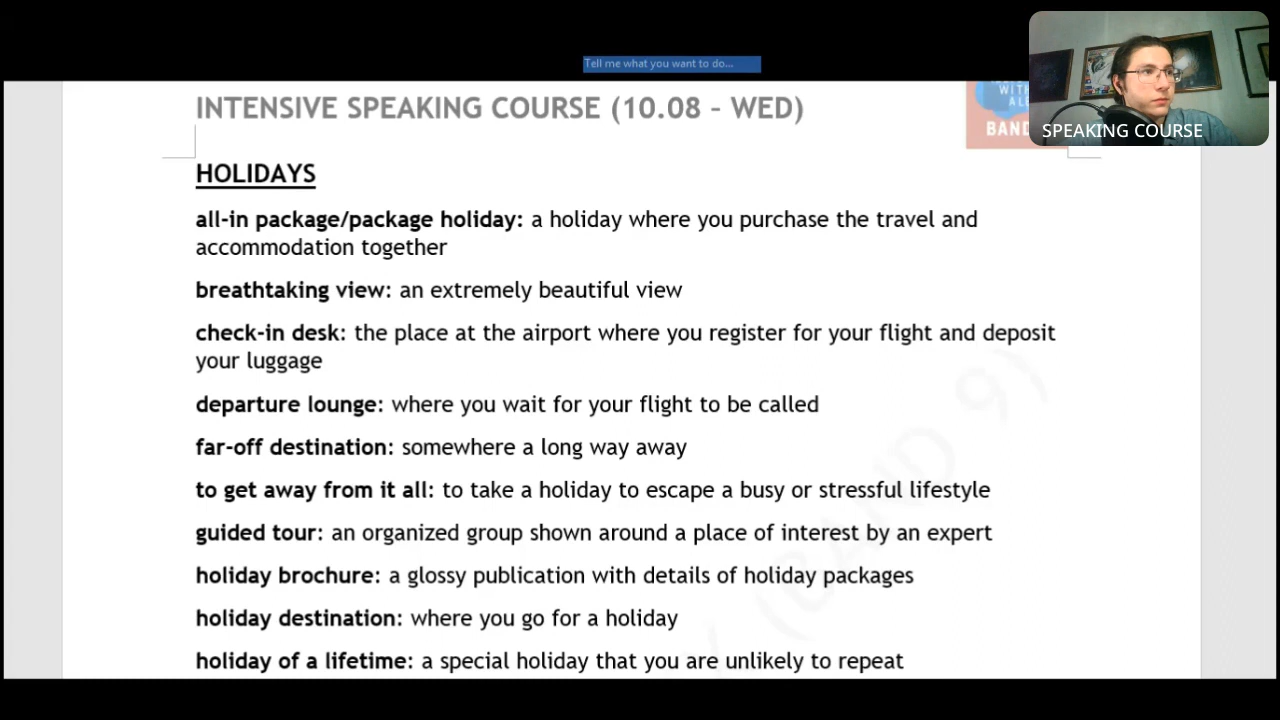 Tell me what you want to do...
INTENSIVE SPEAKING COURSE (10.08 – WED)
WITH
BAND
SPEAKING COURSE
HOLIDAYS
all-in package/package holiday: a holiday where you purchase the travel and
accommodation together
breathtaking view: an extremely beautiful view
check-in desk: the place at the airport where you register for your flight and deposit
your luggage
departure lounge: where you wait for your flight to be called
far-off destination: somewhere a long way away
to get away from it all: to take a holiday to escape a busy or stressful lifestyle
guided tour: an organized group shown around a place of interest by an expert
holiday brochure: a glossy publication with details of holiday packages
holiday destination: where you go for a holiday
holiday of a lifetime: a special holiday that you are unlikely to repeat
(BAND 9)